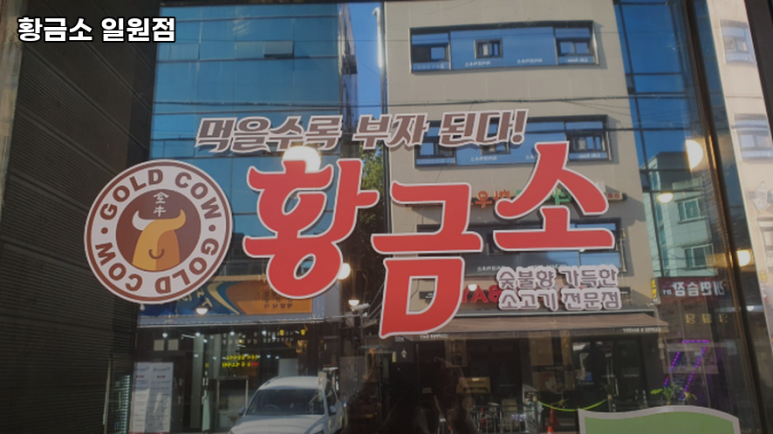 황금소 일원점
먹을수록 부자 된다!
GOLD COW · GOLD COW ·
金牛
황금소
숯불향 가득한
소고기 전문점